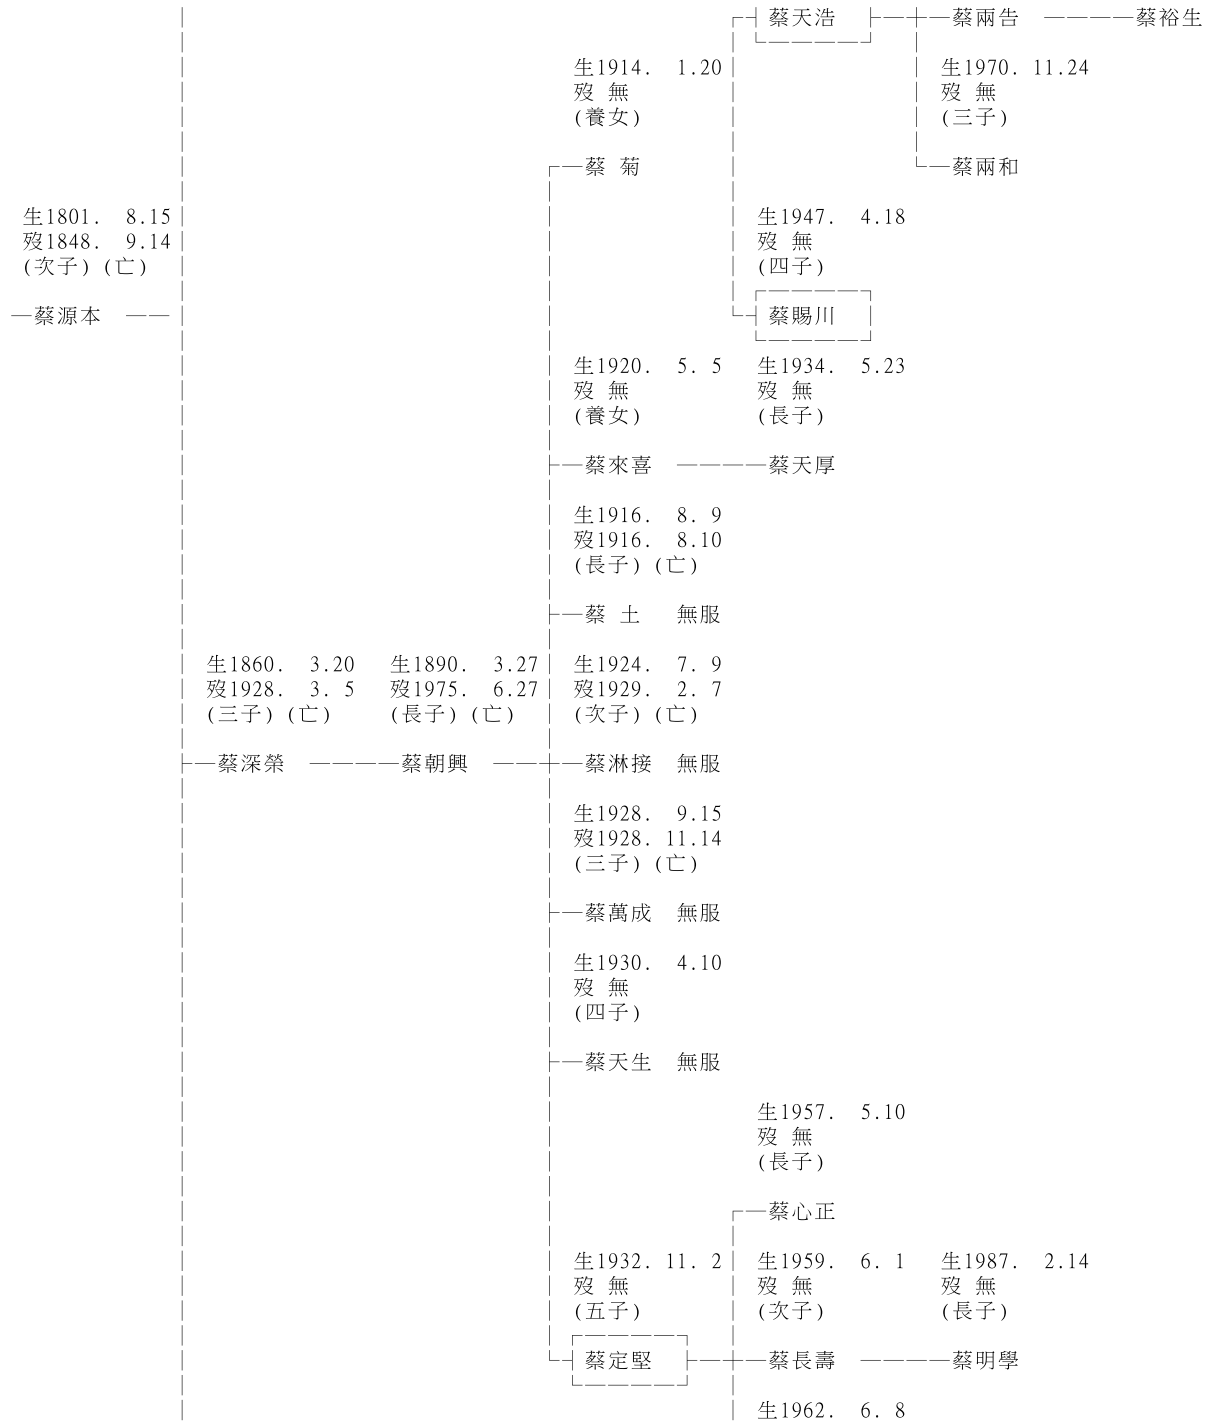 蔡天浩 蔡兩告 蔡裕生
生1914. 1.20 生1970. 11.24
歿 無 歿 無
(養女) (三子)
蔡 菊 蔡兩和
生1801. 8.15 生1947. 4.18
歿1848. 9.14 歿 無
(次子) (亡) (四子)
蔡源本 蔡賜川
生1920. 5. 5 生1934. 5.23
歿 無 歿 無
(養女) (長子)
蔡來喜 蔡天厚
生1916. 8. 9
歿1916. 8.10
(長子) (亡)
蔡 土 無服
生1860. 3.20 生1890. 3.27 生1924. 7. 9
歿1928. 3. 5 歿1975. 6.27 歿1929. 2. 7
(三子) (亡) (長子) (亡) (次子) (亡)
蔡深榮 蔡朝興 蔡淋接 無服
生1928. 9.15
歿1928. 11.14
(三子) (亡)
蔡萬成 無服
生1930. 4.10
歿 無
(四子)
蔡天生 無服
生1957. 5.10
歿 無
(長子)
蔡心正
生1932. 11. 2 生1959. 6. 1 生1987. 2.14
歿 無 歿 無 歿 無
(五子) (次子) (長子)
蔡定堅 蔡長壽 蔡明學
生1962. 6. 8